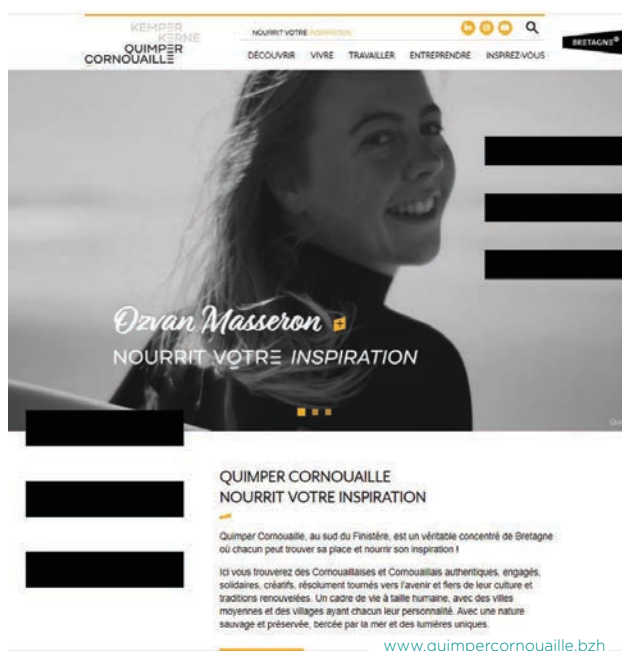 KEMPER
KERNE
QUIMPER
CORNOUAILLE
NOURRIT VOTRE INSPIRATION
BRETAGNE
DÉCOUVRIR VIVRE TRAVAILLER ENTREPRENDRE INSPIREZ-VOUS
Ozvan Masseron +
NOURRIT VOTRE INSPIRATION
QUIMPER CORNOUAILLE
NOURRIT VOTRE INSPIRATION
Quimper Cornouaille, au sud du Finistère, est un véritable concentré de Bretagne
où chacun peut trouver sa place et nourrir son inspiration !
Ici vous trouverez des Cornouaillaises et Cornouaillais authentiques, engagés,
solidaires, créatifs, résolument tournés vers l'avenir et fiers de leur culture et
traditions renouvelées. Un cadre de vie à taille humaine, avec des villes
moyennes et des villages ayant chacun leur personnalité. Avec une nature
sauvage et préservée, bercée par la mer et des lumières uniques.
www.quimpercornouaille.bzh